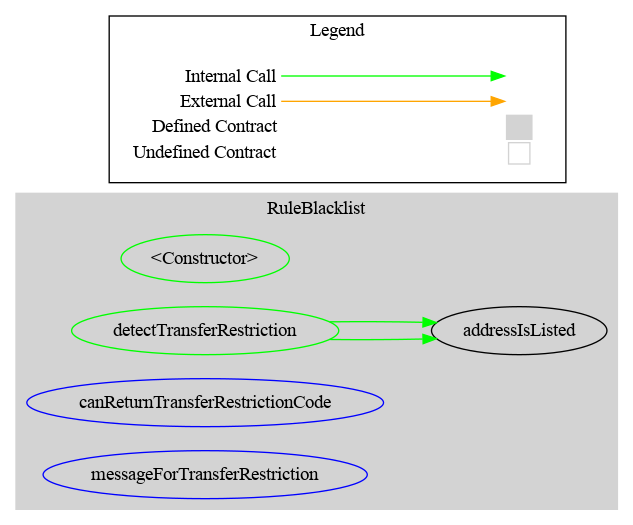 Legend
Internal Call
External Call
Defined Contract
Undefined Contract
RuleBlacklist
<Constructor>
detectTransferRestriction
addressIsListed
canReturnTransferRestrictionCode
messageForTransferRestriction